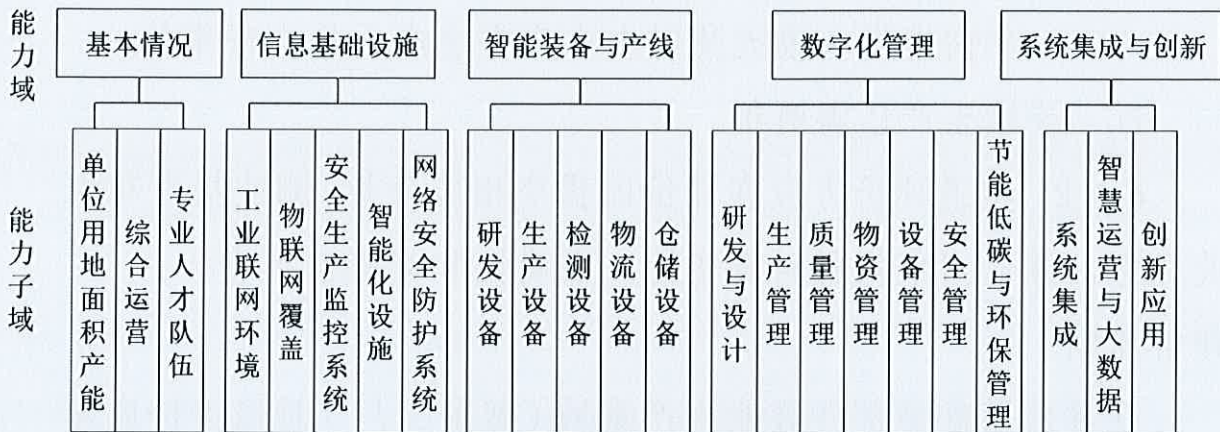 能力域
基本情况
信息基础设施
智能装备与产线
数字化管理
系统集成与创新
能力子域
单位用地面积产能
综合运营
专业人才队伍
工业联网环境
物联网覆盖
安全生产监控系统
智能化设施
网络安全防护系统
研发设备
生产设备
检测设备
物流设备
仓储设备
研发与设计
生产管理
质量管理
物资管理
设备管理
安全管理
节能低碳与环保管理
系统集成
智慧运营与大数据
创新应用